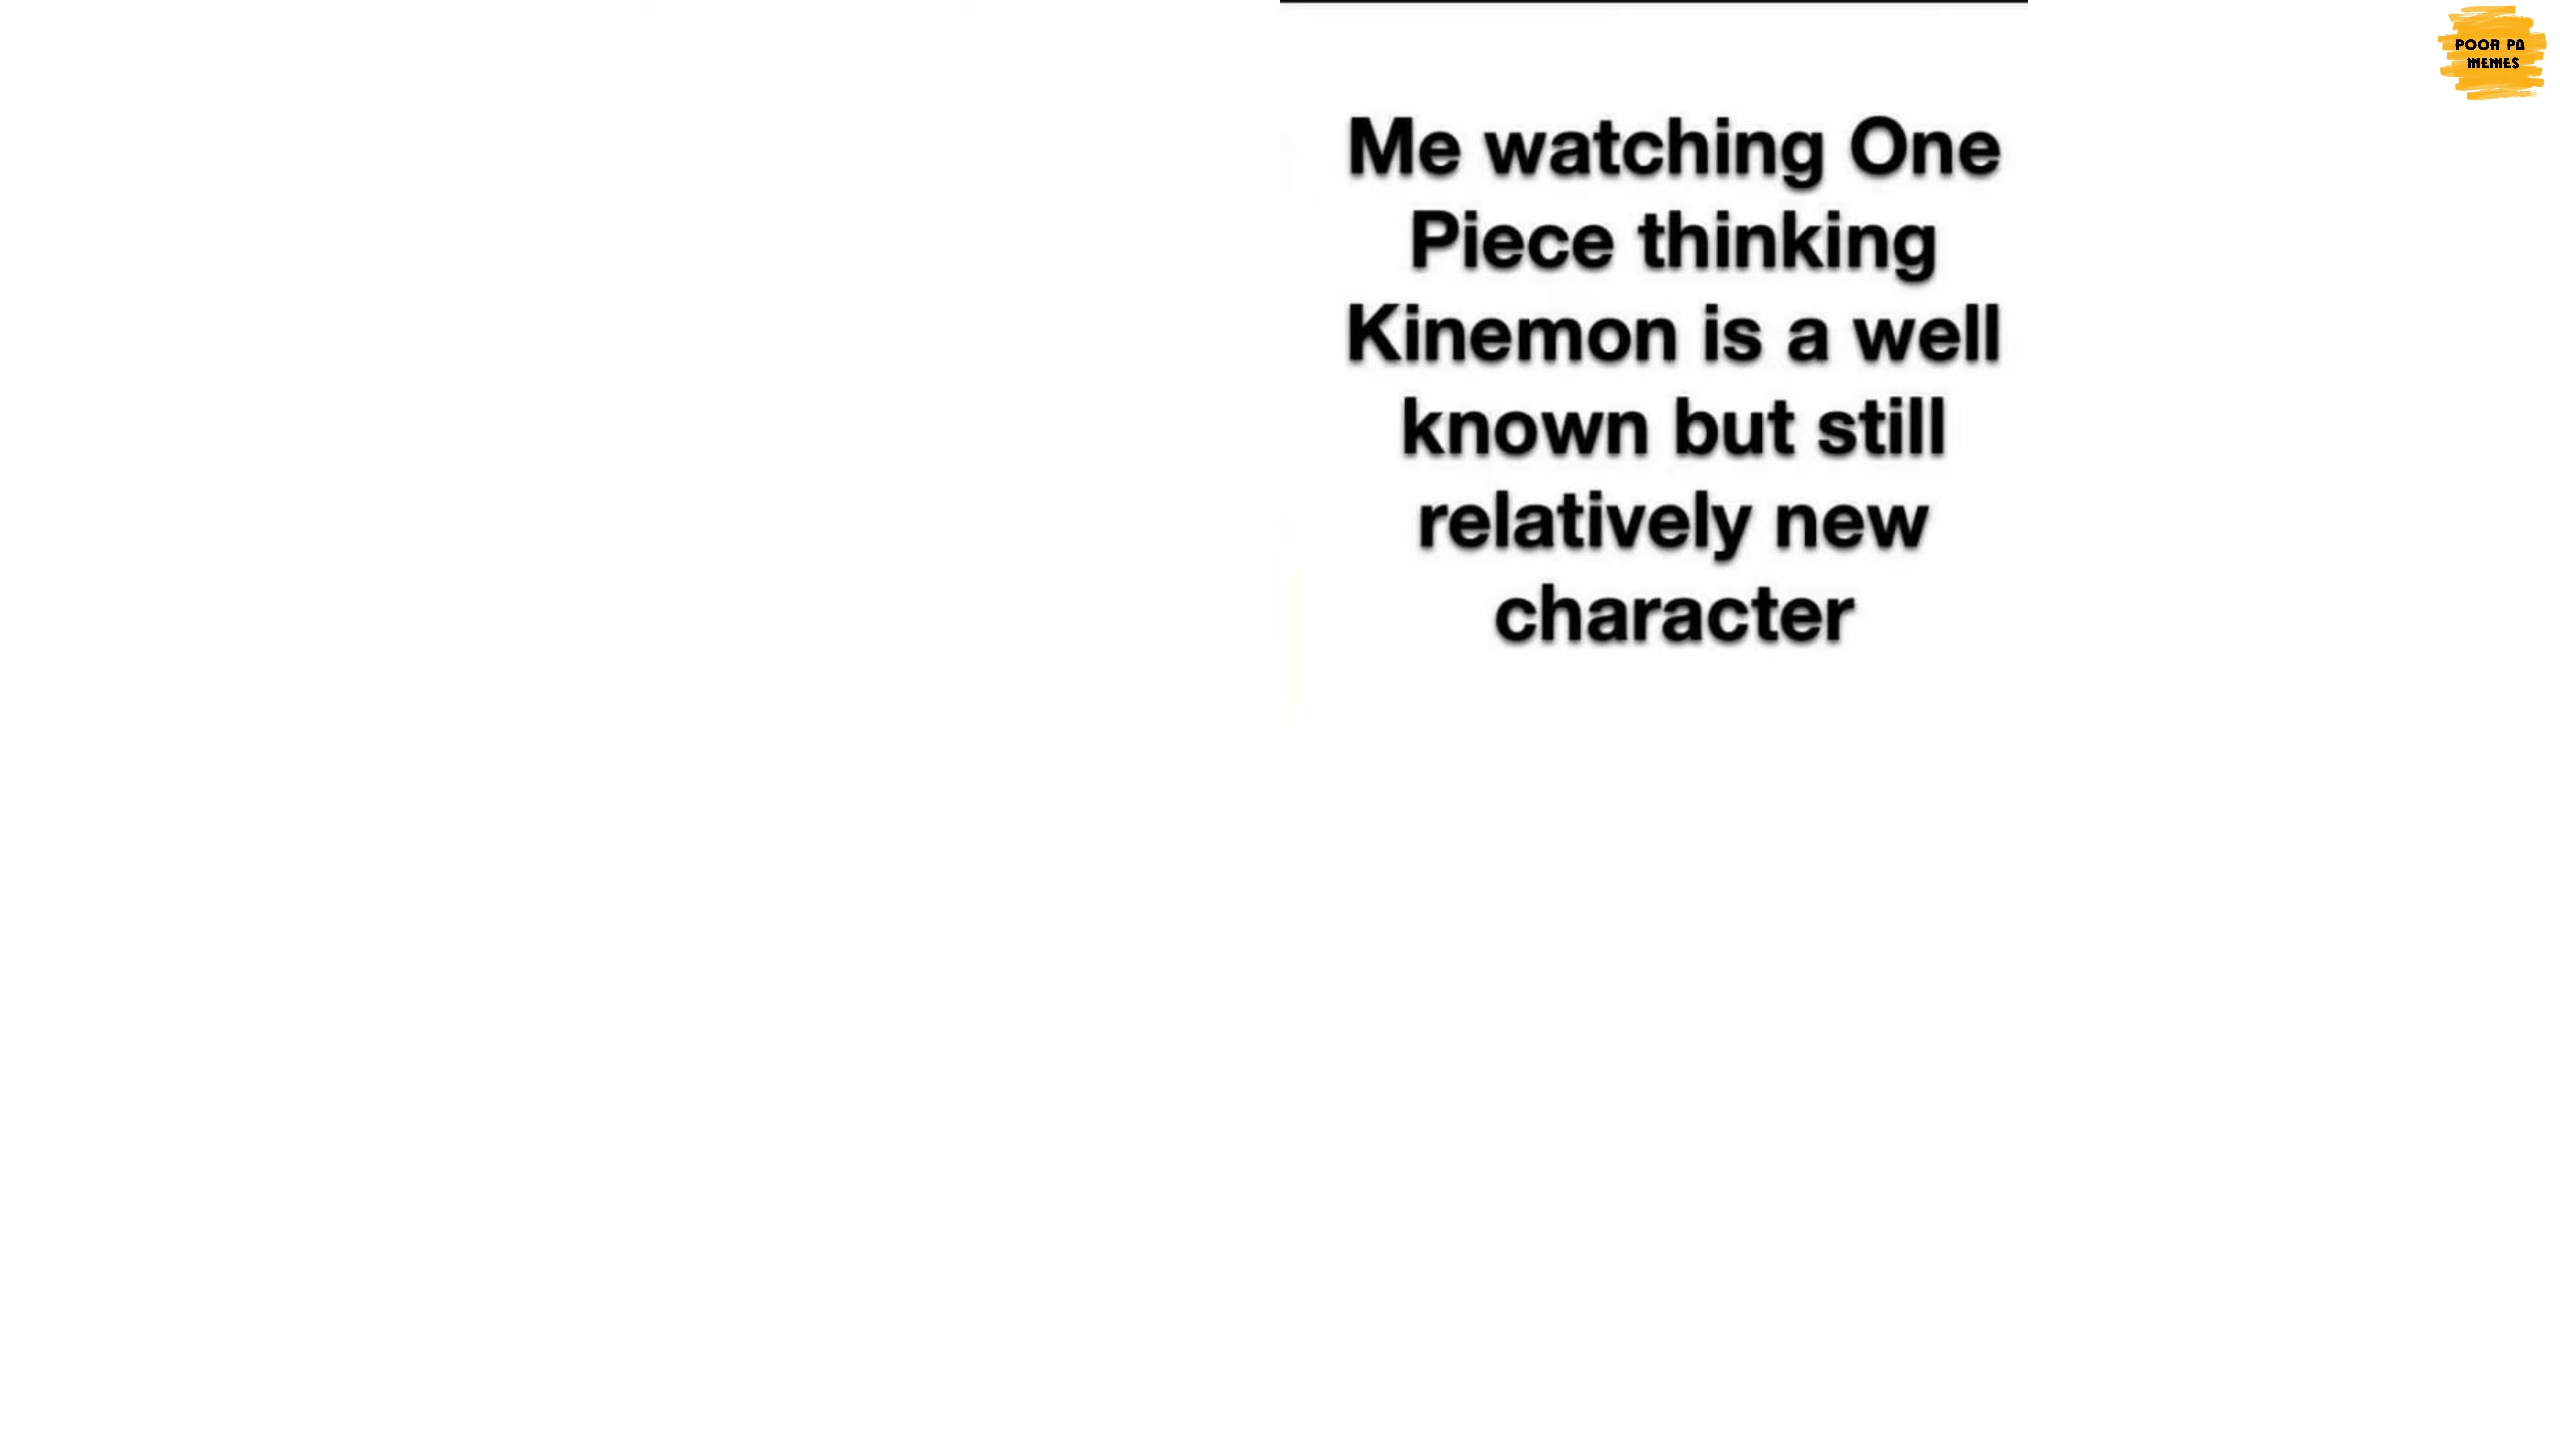 POOR PA
MEMES
Me watching One
Piece thinking
Kinemon is a well
known but still
relatively new
character